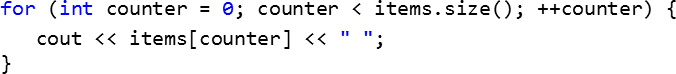 for (int counter = 0; counter < items.size(); ++counter) {
   cout << items[counter] << " ";
}